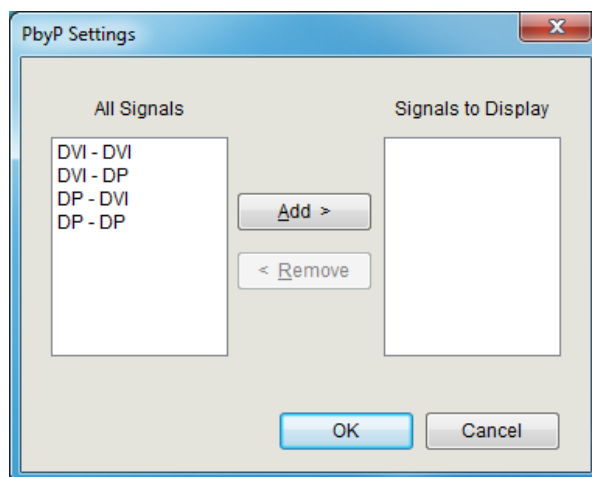 PbyP Settings
All Signals
Signals to Display
DVI - DVI
DVI - DP
DP - DVI
DP - DP
Add >
< Remove
OK
Cancel